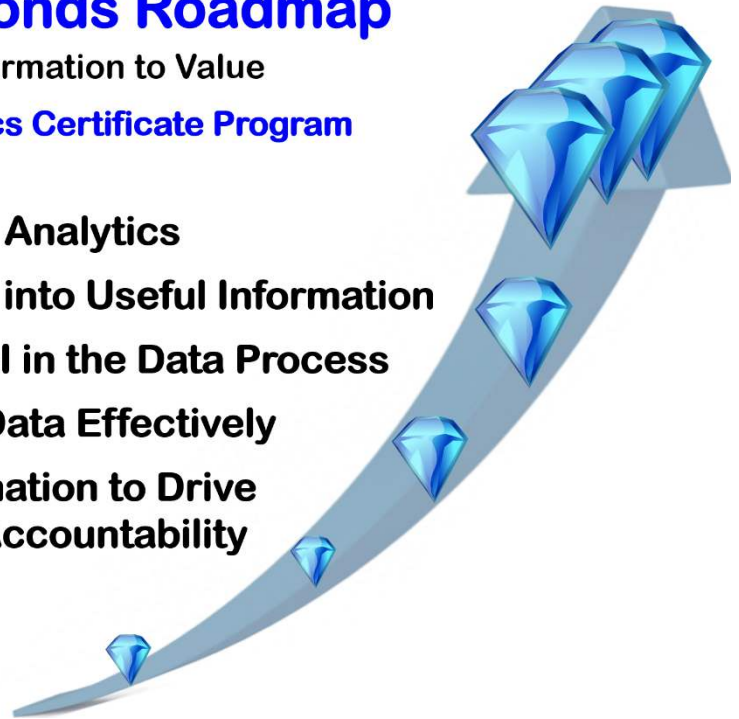 onds Roadmap
rmation to Value
cs Certificate Program
Analytics
into Useful Information
l in the Data Process
Data Effectively
ation to Drive
Accountability